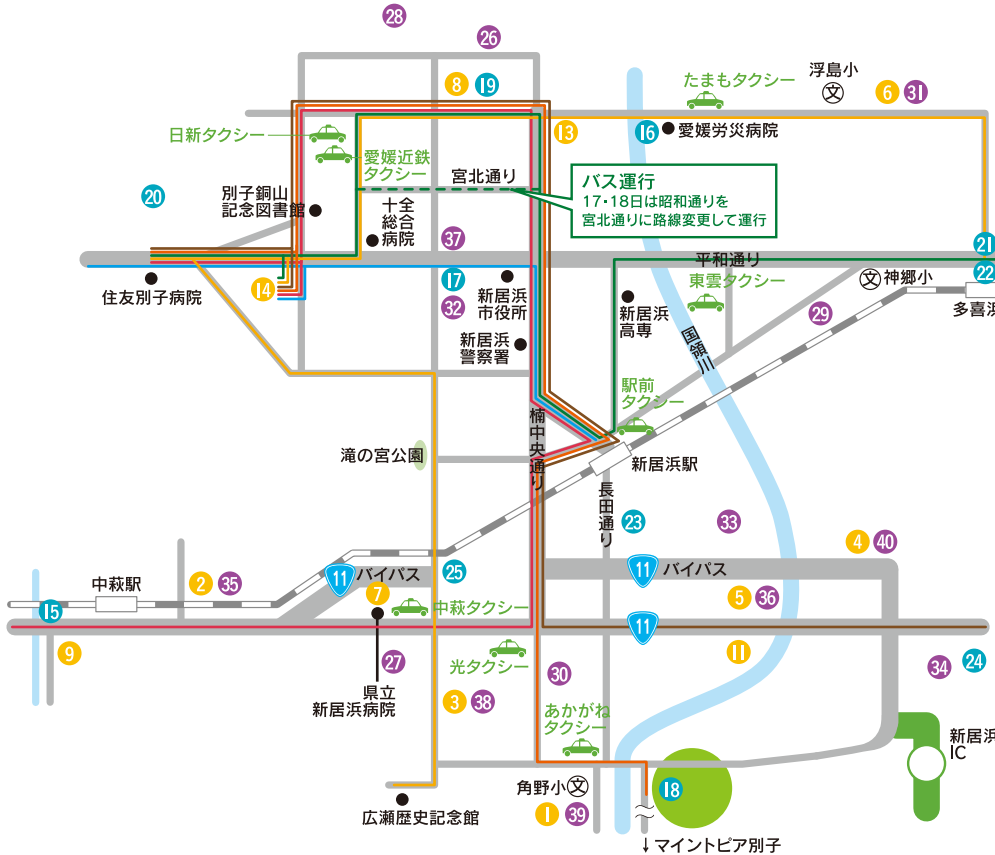 28
26
たまもタクシー
浮島小
文
8
19
6
31
日新タクシー
13
16
愛媛労災病院
愛媛近鉄
タクシー
宮北通り
バス運行
17・18日は昭和通りを
宮北通りに路線変更して運行
20
別子銅山
記念図書館
十全
総合
病院
37
平和通り
21
住友別子病院
14
17
32
新居浜
市役所
新居浜
高専
東雲タクシー
文
神郷小
22
多喜浜
29
新居浜
警察署
国領川
駅前
タクシー
楠中央通り
滝の宮公園
新居浜駅
長田通り
23
33
4
40
中萩駅
2
35
11
バイパス
25
11
バイパス
15
7
中萩タクシー
5
36
11
9
27
光タクシー
11
34
24
県立
新居浜病院
3
38
30
あかがね
タクシー
新居浜
IC
角野小
文
18
1
39
広瀬歴史記念館
↓マイントピア別子